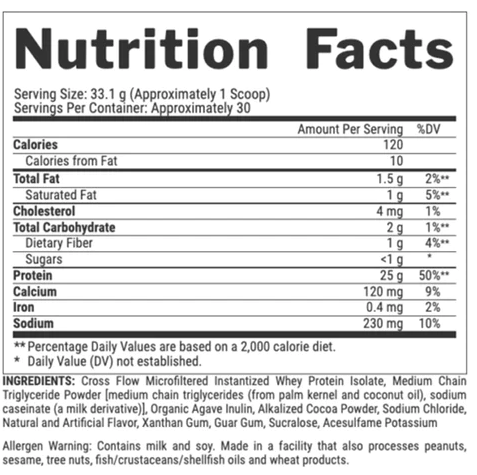 Nutrition Facts
Serving Size: 33.1 g (Approximately 1 Scoop)
Servings Per Container: Approximately 30
Amount Per Serving %DV
Calories 120
Calories from Fat 10
Total Fat 1.5 g 2%**
Saturated Fat 1 g 5%**
Cholesterol 4 mg 1%
Total Carbohydrate 2 g 1%**
Dietary Fiber 1 g 4%**
Sugars <1 g *
Protein 25 g 50%**
Calcium 120 mg 9%
Iron 0.4 mg 2%
Sodium 230 mg 10%
** Percentage Daily Values are based on a 2,000 calorie diet.
* Daily Value (DV) not established.
INGREDIENTS: Cross Flow Microfiltered Instantized Whey Protein Isolate, Medium Chain
Triglyceride Powder [medium chain triglycerides (from palm kernel and coconut oil), sodium
caseinate (a milk derivative)], Organic Agave Inulin, Alkalized Cocoa Powder, Sodium Chloride,
Natural and Artificial Flavor, Xanthan Gum, Guar Gum, Sucralose, Acesulfame Potassium
Allergen Warning: Contains milk and soy. Made in a facility that also processes peanuts,
sesame, tree nuts, fish/crustaceans/shellfish oils and wheat products.